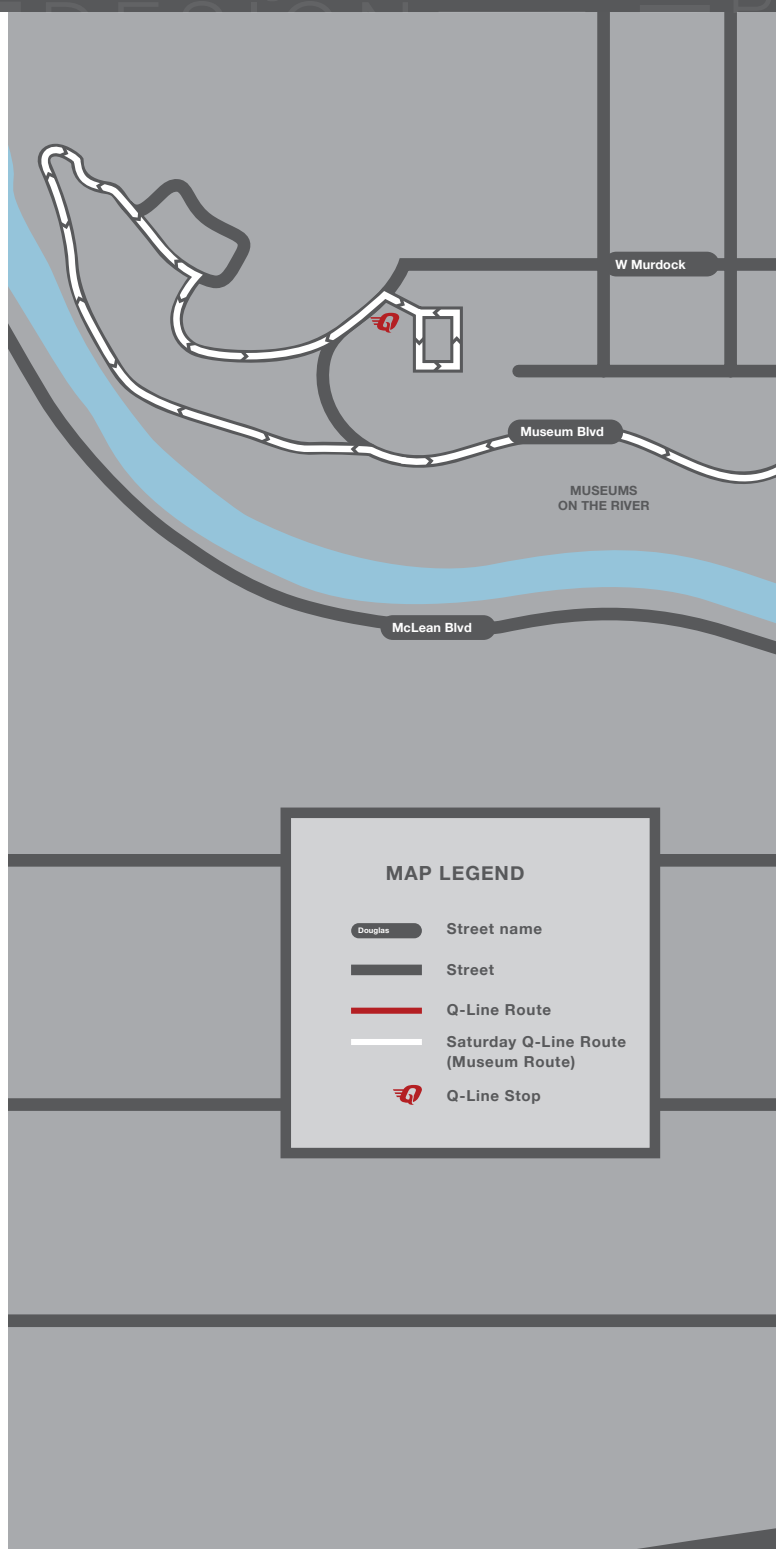 DESIGN
W Murdock
Museum Blvd
MUSEUMS
ON THE RIVER
McLean Blvd
MAP LEGEND
Douglas
Street name
Street
Q-Line Route
Saturday Q-Line Route
(Museum Route)
Q-Line Stop